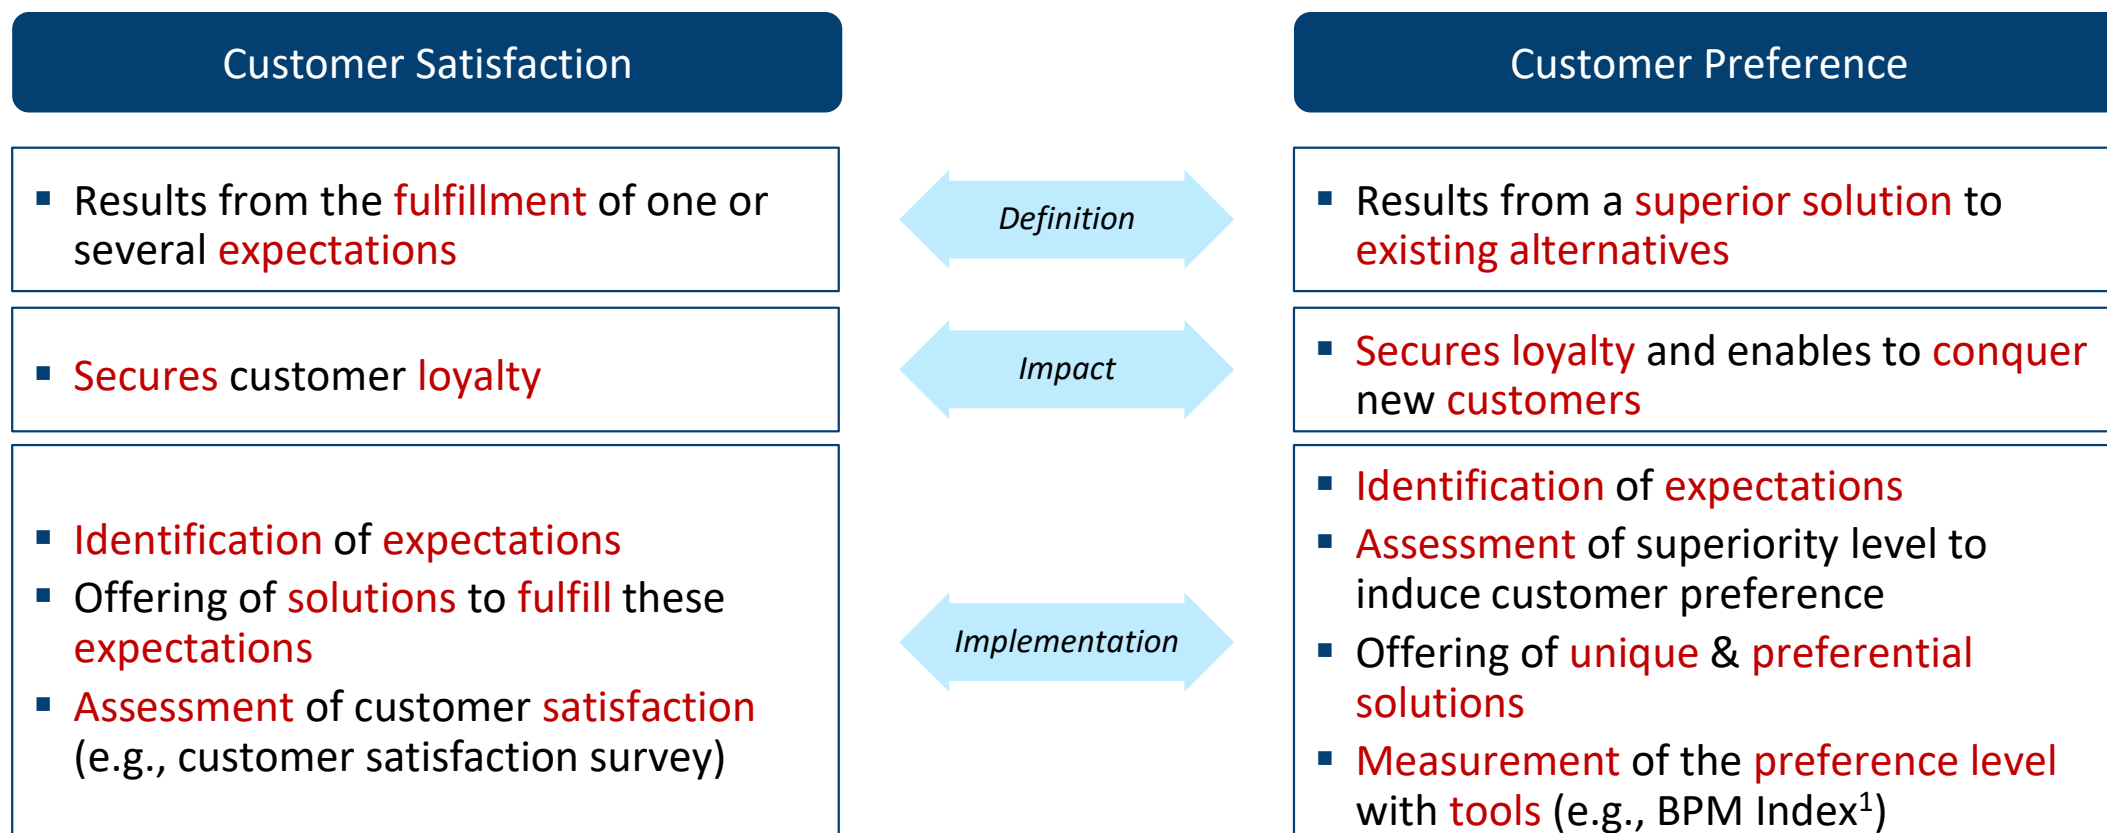 Customer Satisfaction
Customer Preference
▪ Results from the fulfillment of one or
several expectations
Definition
▪ Results from a superior solution to
existing alternatives
▪ Secures customer loyalty
Impact
▪ Secures loyalty and enables to conquer
new customers
▪ Identification of expectations
▪ Offering of solutions to fulfill these
expectations
▪ Assessment of customer satisfaction
(e.g., customer satisfaction survey)
Implementation
▪ Identification of expectations
▪ Assessment of superiority level to
induce customer preference
▪ Offering of unique & preferential
solutions
▪ Measurement of the preference level
with tools (e.g., BPM Index¹)